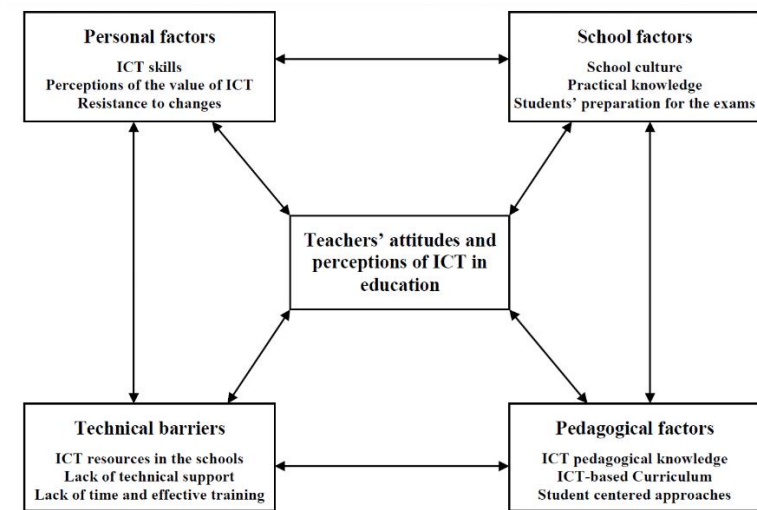 Personal factors
ICT skills
Perceptions of the value of ICT
Resistance to changes
School factors
School culture
Practical knowledge
Students' preparation for the exams
Teachers' attitudes and
perceptions of ICT in
education
Technical barriers
ICT resources in the schools
Lack of technical support
Lack of time and effective training
Pedagogical factors
ICT pedagogical knowledge
ICT-based Curriculum
Student centered approaches